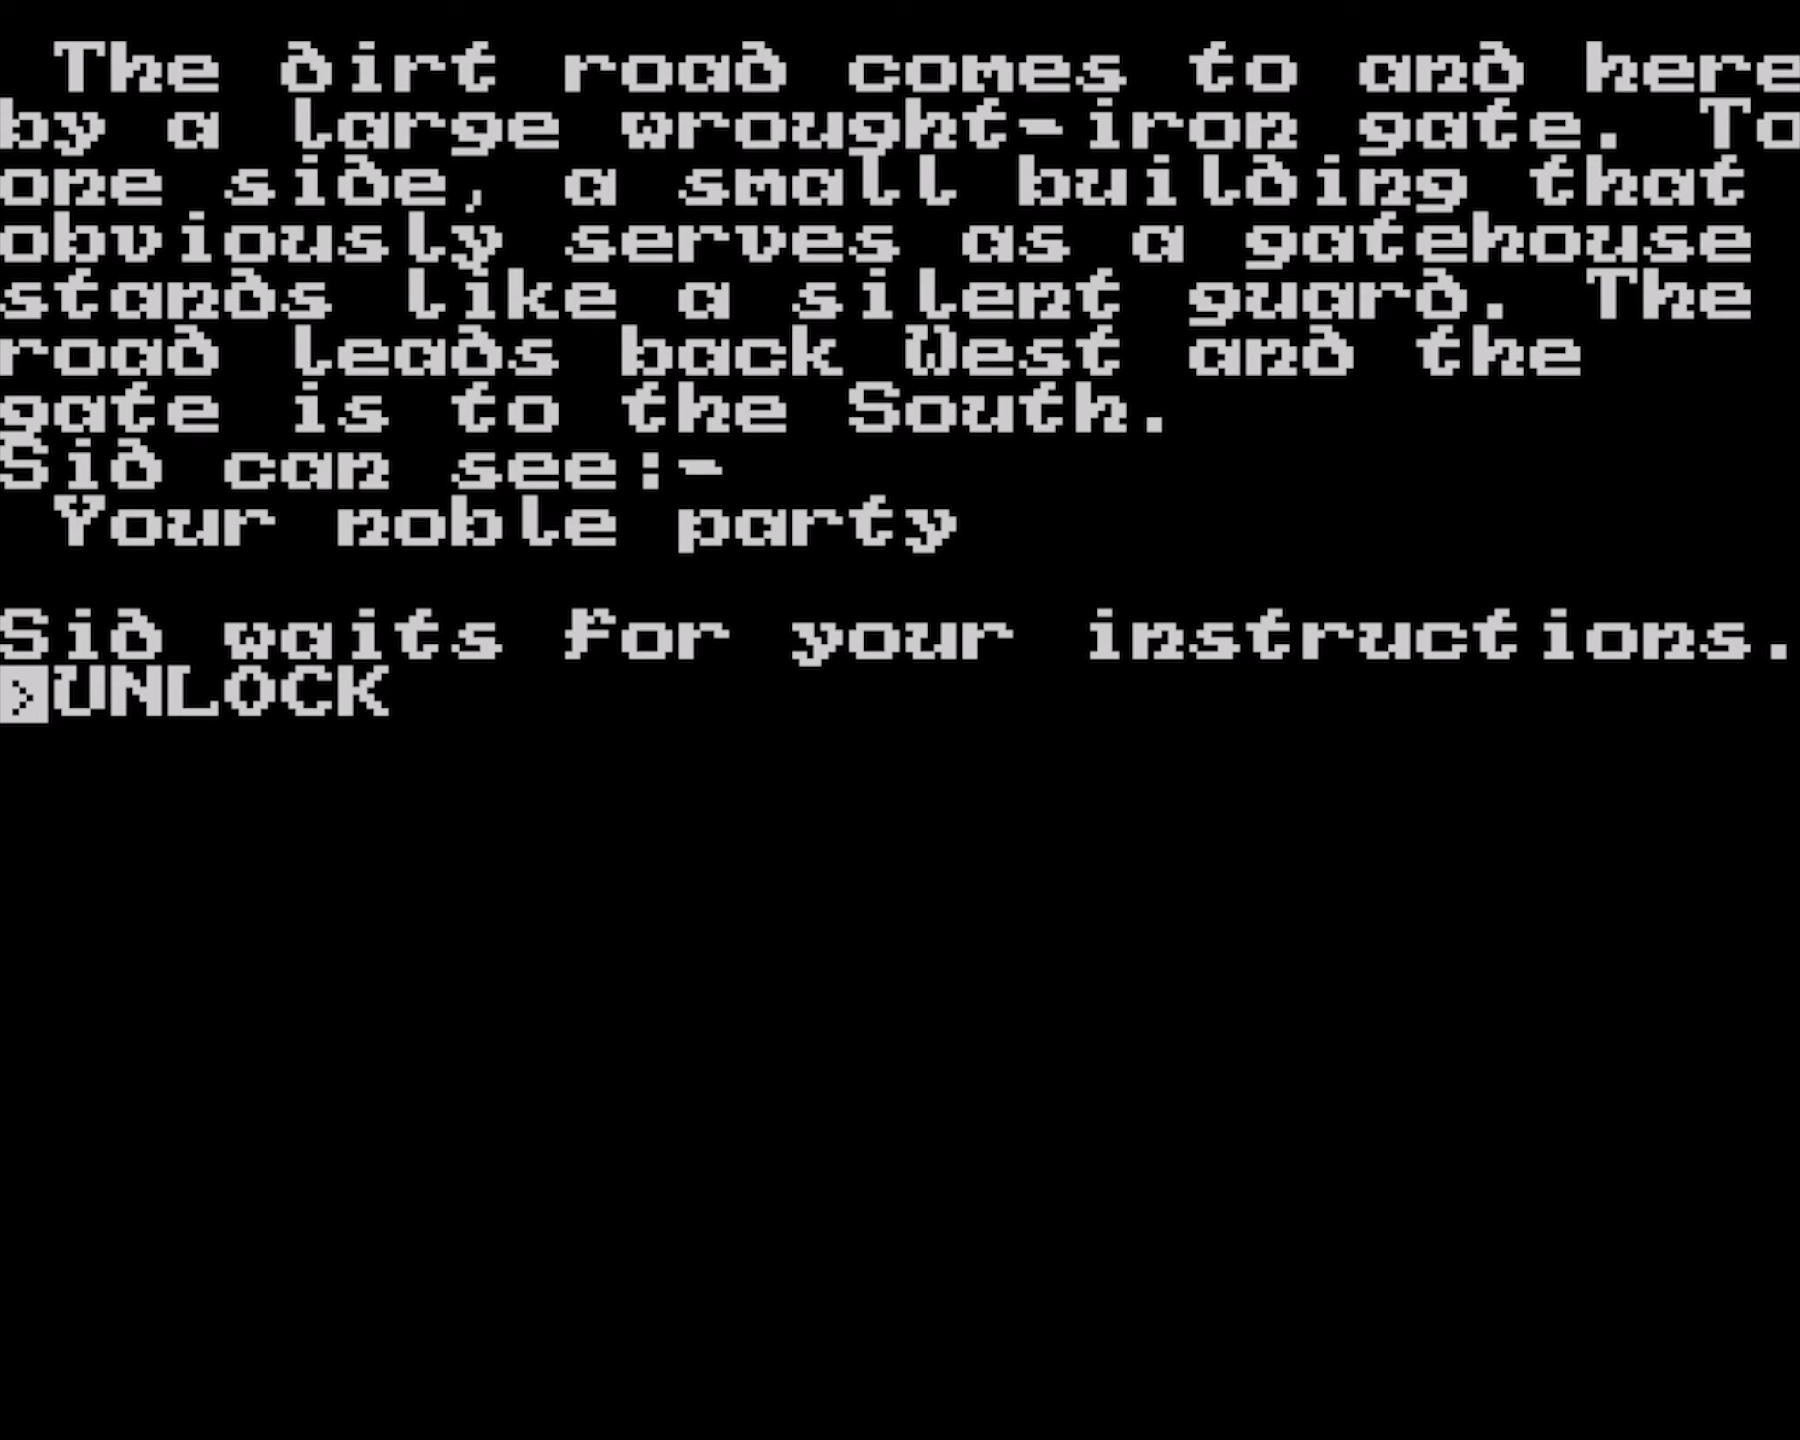 The dirt road comes to and here
by a large wrought-iron gate. To
one side, a small building that
obviously serves as a gatehouse
stands like a silent guard. The
road leads back West and the
gate is to the South.
Sid can see:-
Your noble party
Sid waits for your instructions.
>UNLOCK